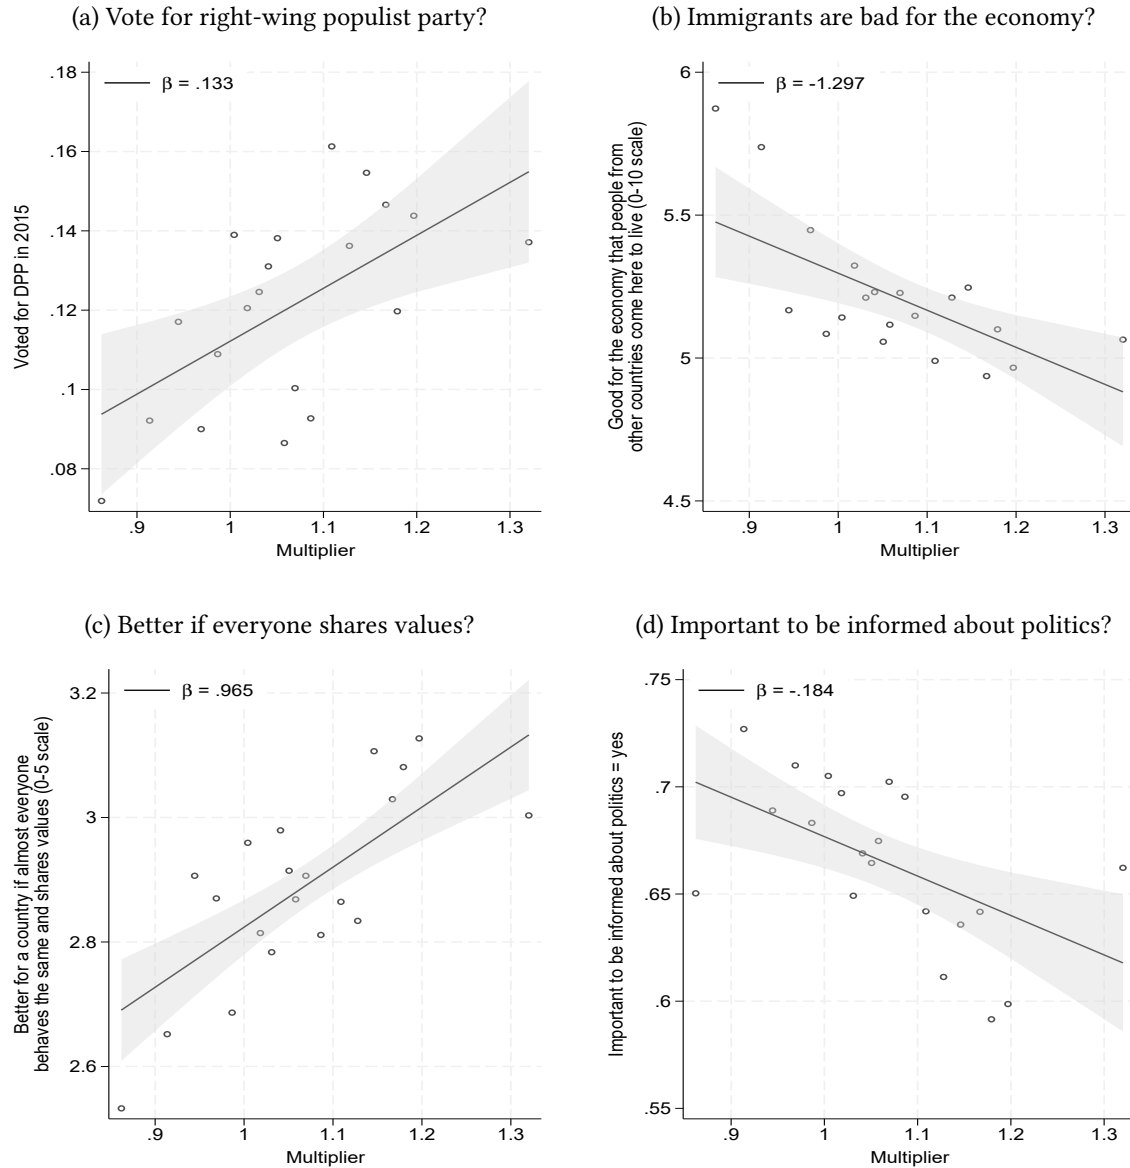 (a) Vote for right-wing populist party?
β = .133
Voted for DPP in 2015
.18
.16
.14
.12
.1
.08
.9 1 1.1 1.2 1.3
Multiplier
(b) Immigrants are bad for the economy?
β = -1.297
Good for the economy that people from
other countries come here to live (0-10 scale)
6
5.5
5
4.5
.9 1 1.1 1.2 1.3
Multiplier
(c) Better if everyone shares values?
β = .965
Better for a country if almost everyone
behaves the same and shares values (0-5 scale)
3.2
3
2.8
2.6
.9 1 1.1 1.2 1.3
Multiplier
(d) Important to be informed about politics?
β = -.184
Important to be informed about politics = yes
.75
.7
.65
.6
.55
.9 1 1.1 1.2 1.3
Multiplier